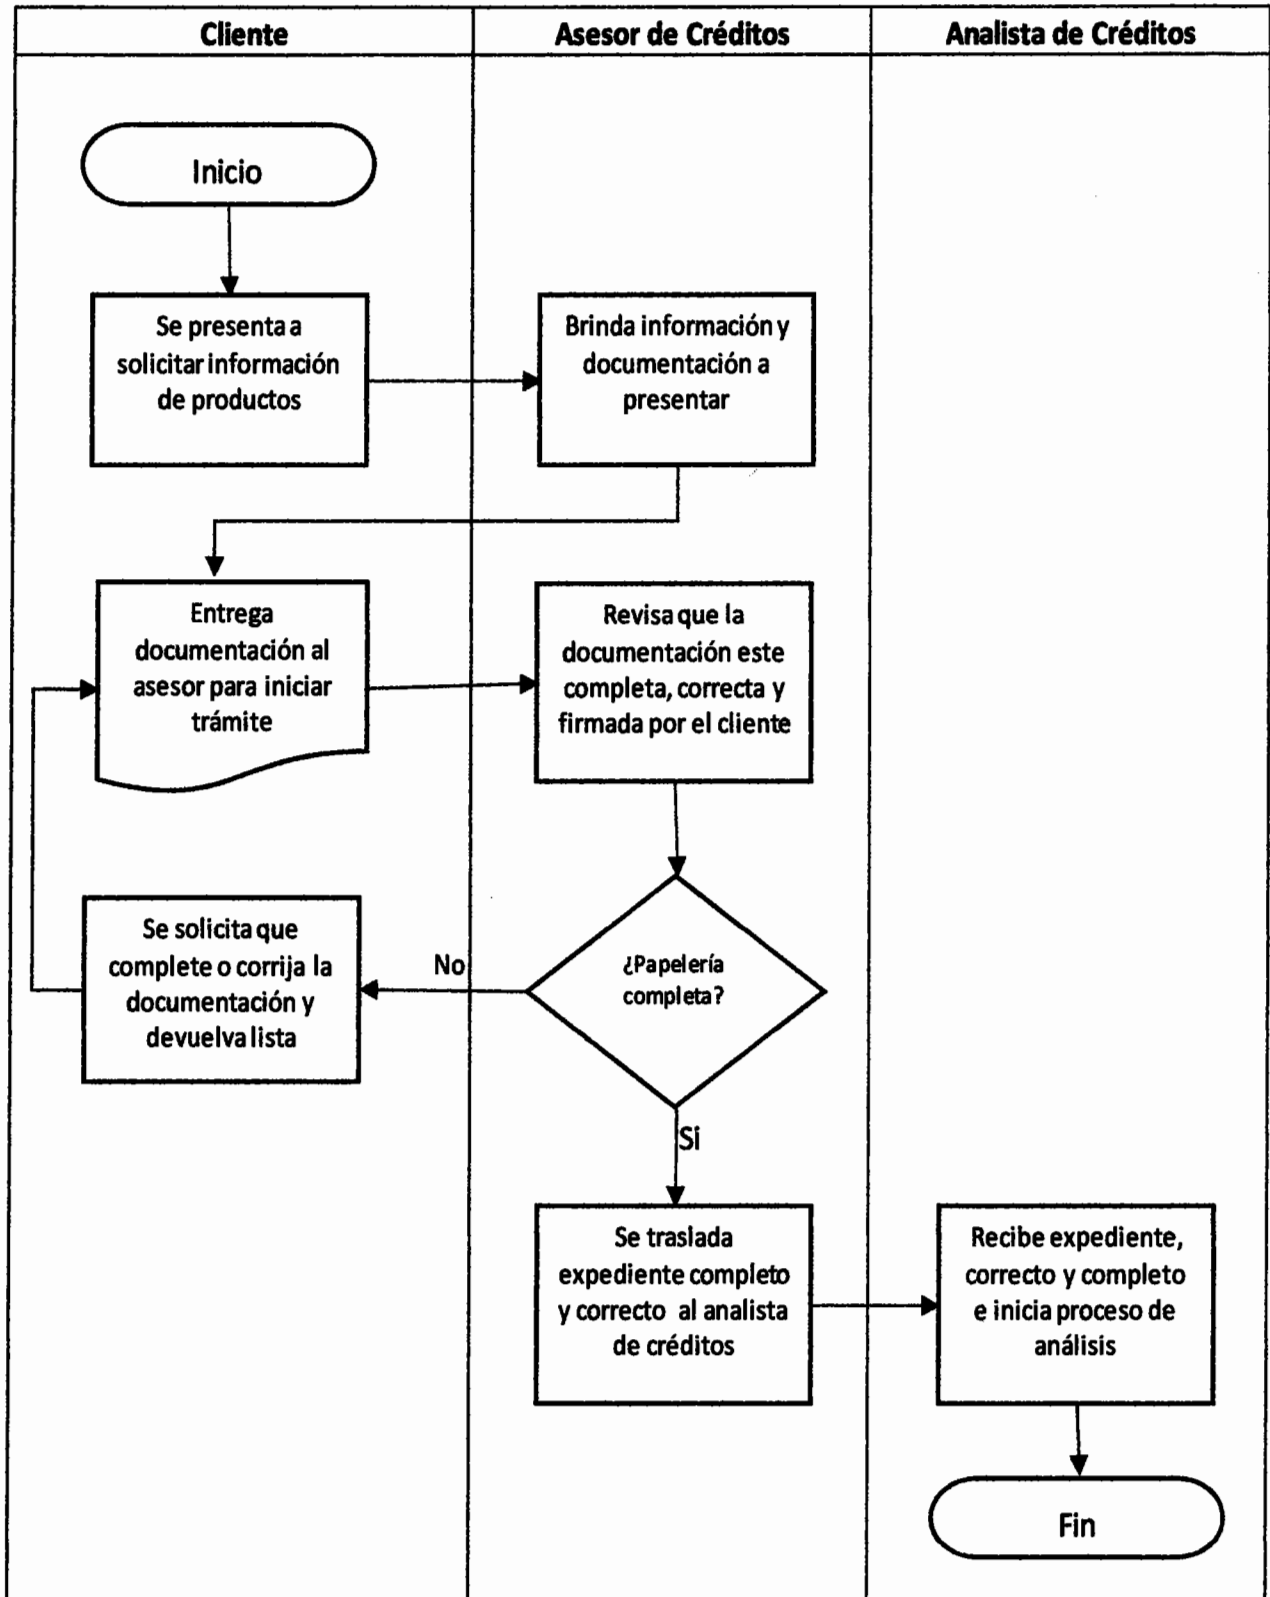 Cliente
Asesor de Créditos
Analista de Créditos
Inicio
Se presenta a
solicitar información
de productos
Brinda información y
documentación a
presentar
Entrega
documentación al
asesor para iniciar
trámite
Revisa que la
documentación este
completa, correcta y
firmada por el cliente
Se solicita que
complete o corrija la
documentación y
devuelva lista
No
¿Papelería
completa?
Si
Se traslada
expediente completo
y correcto al analista
de créditos
Recibe expediente,
correcto y completo
e inicia proceso de
análisis
Fin